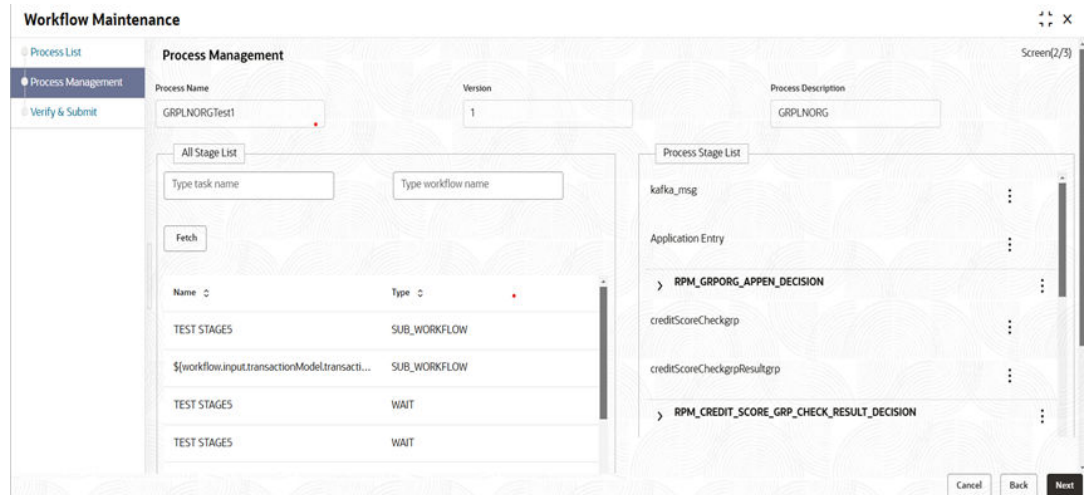 Workflow Maintenance
Process List
Process Management
Verify & Submit
Process Management
Screen(2/3)
Process Name
Version
Process Description
GRPLNORGTest1
1
GRPLNORG
All Stage List
Type task name
Type workflow name
Fetch
Name
Type
TEST STAGE5
SUB_WORKFLOW
${workflow.input.transactionModel.transacti...
SUB_WORKFLOW
TEST STAGE5
WAIT
TEST STAGE5
WAIT
Process Stage List
kafka_msg
Application Entry
RPM_GRPORG_APPEN_DECISION
creditScoreCheckgrp
creditScoreCheckgrpResultgrp
RPM_CREDIT_SCORE_GRP_CHECK_RESULT_DECISION
Cancel
Back
Next